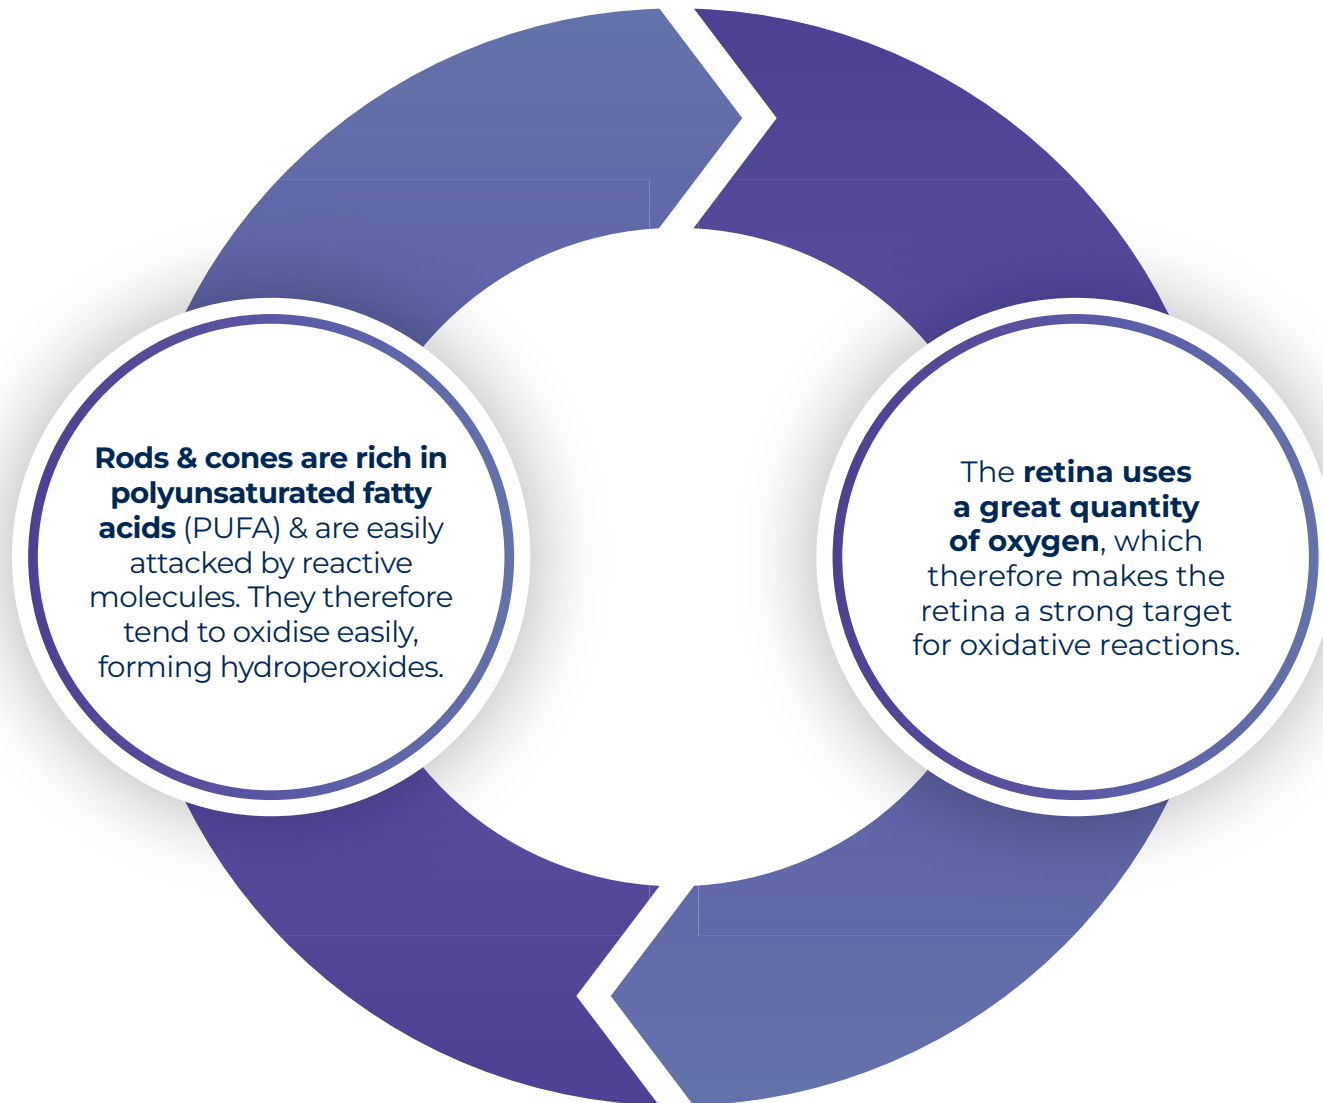 Rods & cones are rich in
polyunsaturated fatty
acids (PUFA) & are easily
attacked by reactive
molecules. They therefore
tend to oxidise easily,
forming hydroperoxides.
The retina uses
a great quantity
of oxygen, which
therefore makes the
retina a strong target
for oxidative reactions.